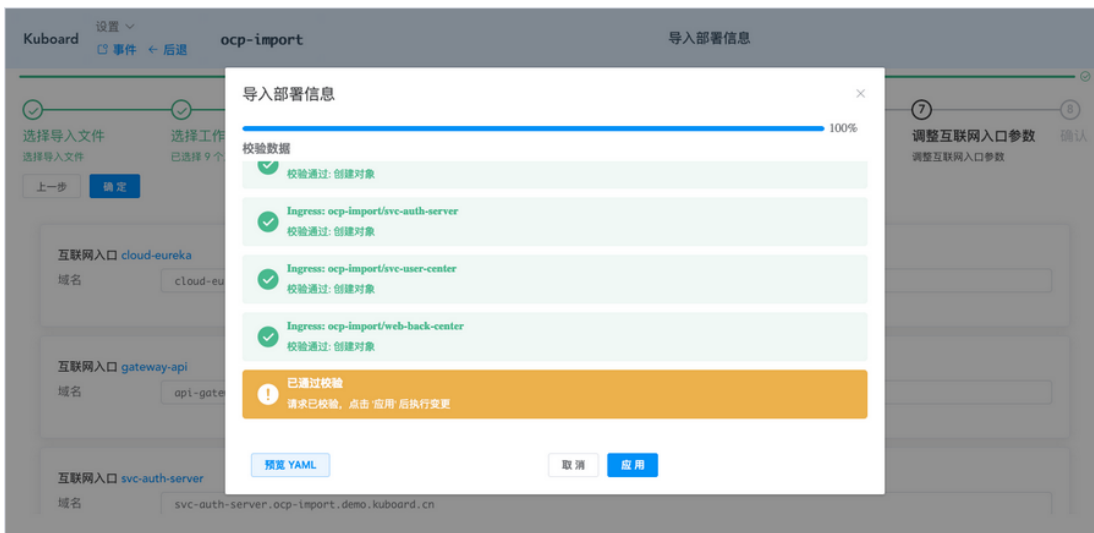 Kuboard
设置
事件 ← 后退
ocp-import
导入部署信息
选择导入文件
选择导入文件
选择工作
已选择 9 个
7
调整互联网入口参数
调整互联网入口参数
8
确认
上一步
确 定
导入部署信息
100%
校验数据
校验通过: 创建对象
Ingress: ocp-import/svc-auth-server
校验通过: 创建对象
Ingress: ocp-import/svc-user-center
校验通过: 创建对象
Ingress: ocp-import/web-back-center
校验通过: 创建对象
已通过校验
请求已校验，点击 '应用' 后执行变更
预览 YAML
取 消
应 用
互联网入口 cloud-eureka
域名
cloud-eu
互联网入口 gateway-api
域名
api-gate
互联网入口 svc-auth-server
域名
svc-auth-server.ocp-import.demo.kuboard.cn